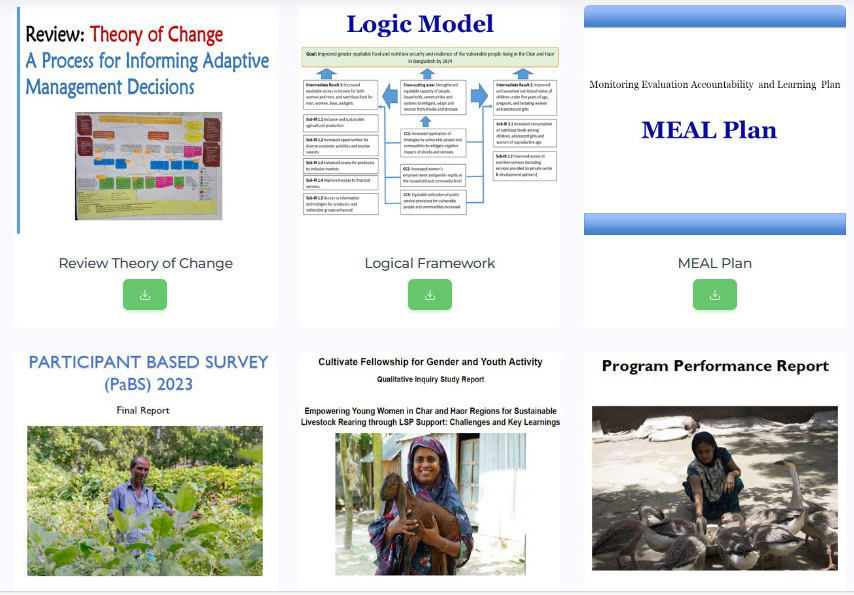 Review: Theory of Change
A Process for Informing Adaptive
Management Decisions
Review Theory of Change
Logic Model
Goal: Improved gender equitable food and nutrition security and resilience of the vulnerable people living in the Char and Haor
in Bangladesh by 2024
Intermediate Result 1: Increased
equitable access to income for both
women and men, and nutritious food for
men, women, boys, and girls
Sub-IR 1.1 Inclusive and sustainable
agricultural production
Sub-IR 1.2 Increased opportunities for
diverse economic activities and income
sources
Sub-IR 1.3 Enhanced access for producers
to inclusive markets
Sub-IR 1.4 Improved access to financial
services.
Sub-IR 1.5 Access to information
technologies for producers and
vulnerable groups enhanced
Cross-cutting area: Strengthened
equitable capacity of people,
households, communities and
systems to mitigate, adapt and
recover from shocks and stresses
CC1: Increased application of
strategies by vulnerable people and
communities to mitigate negative
impacts of shocks and stresses
CC2: Increased women's
empowerment and gender equity at
the household and community level
CC3: Equitable utilization of public
service provisions for vulnerable
people and communities increased
Intermediate Result 2: Improved
and sustained nutritional status of
children under five years of age,
pregnant, and lactating women
and adolescent girls
Sub-IR 2.1 Increased consumption
of nutritious foods among
children, adolescent girls and
women of reproductive age
Sub-IR 2.2 Improved access to
nutrition services (including
services provided by private sector
& development partners)
Logical Framework
Monitoring Evaluation Accountability and Learning Plan
MEAL Plan
MEAL Plan
PARTICIPANT BASED SURVEY
(PaBS) 2023
Final Report
Cultivate Fellowship for Gender and Youth Activity
Qualitative Inquiry Study Report
Empowering Young Women in Char and Haor Regions for Sustainable
Livestock Rearing through LSP Support: Challenges and Key Learnings
Program Performance Report